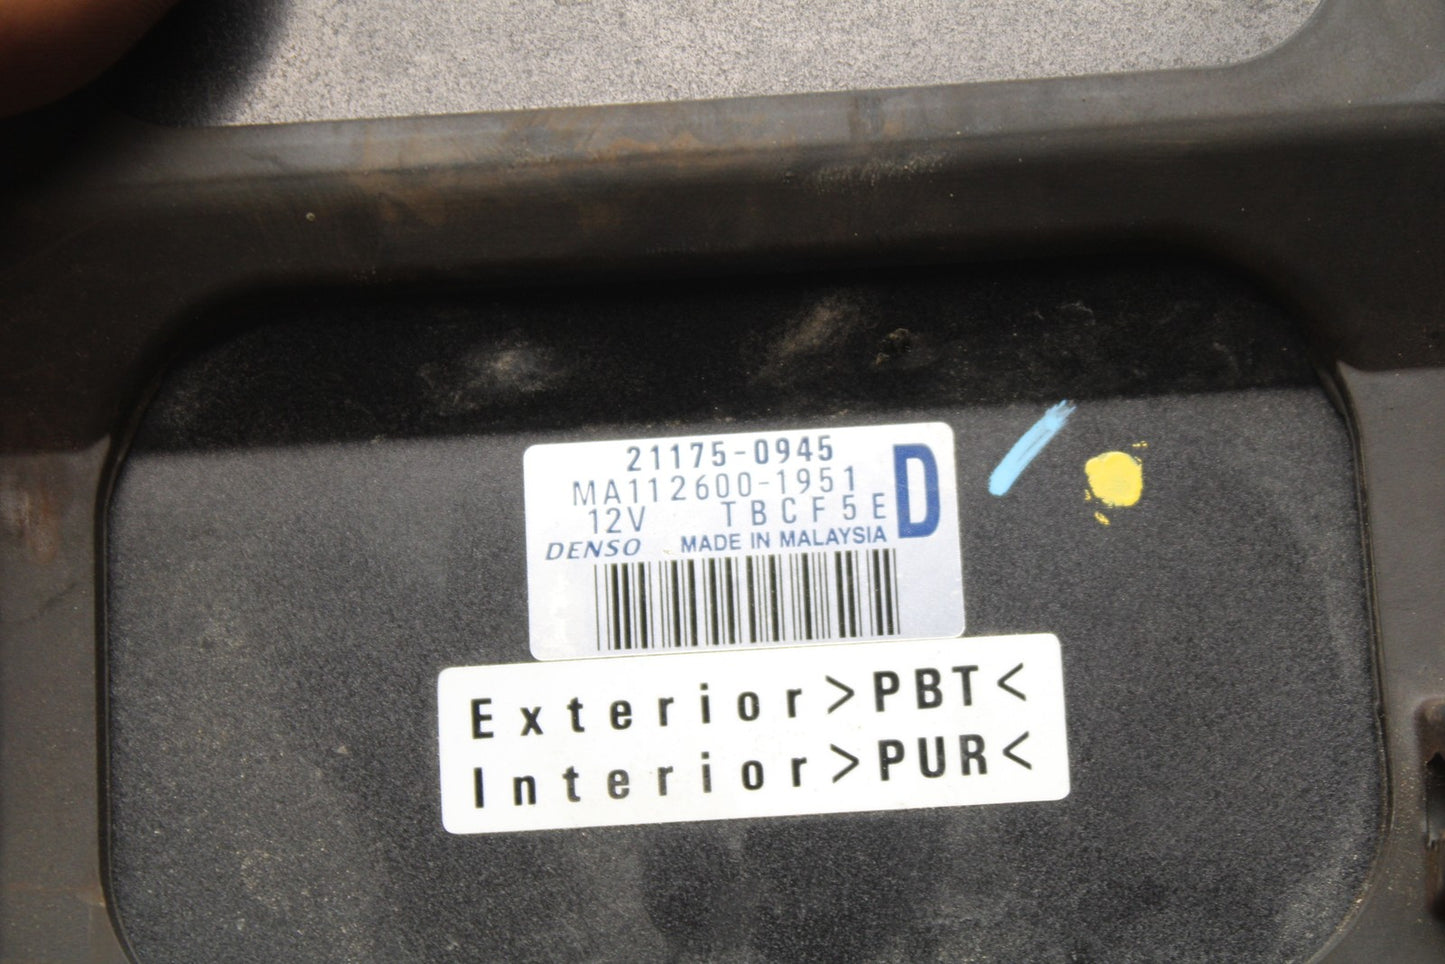 21175-0945
MA112600-1951
12V TBCF5E
D
DENSO MADE IN MALAYSIA
Exterior>PBT<
Interior>PUR<